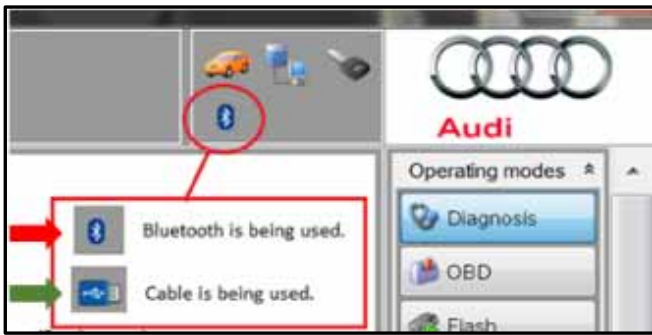 Audi
Operating modes
Diagnosis
OBD
Flash
Bluetooth is being used.
Cable is being used.